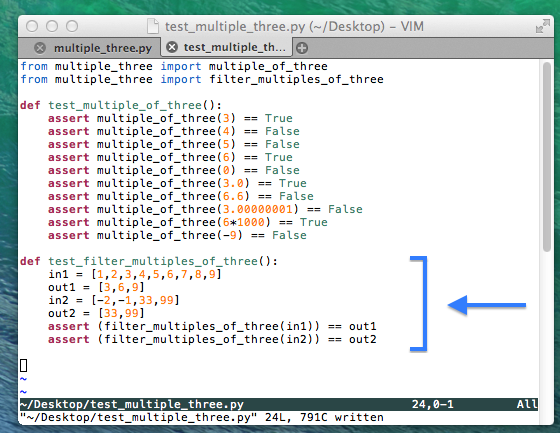 test_multiple_three.py (~/Desktop) – VIM
multiple_three.py test_multiple_th...
from multiple_three import multiple_of_three
from multiple_three import filter_multiples_of_three
def test_multiple_of_three():
    assert multiple_of_three(3) == True
    assert multiple_of_three(4) == False
    assert multiple_of_three(5) == False
    assert multiple_of_three(6) == True
    assert multiple_of_three(0) == False
    assert multiple_of_three(3.0) == True
    assert multiple_of_three(6.6) == False
    assert multiple_of_three(3.00000001) == False
    assert multiple_of_three(6*1000) == True
    assert multiple_of_three(-9) == False
def test_filter_multiples_of_three():
    in1 = [1,2,3,4,5,6,7,8,9]
    out1 = [3,6,9]
    in2 = [-2,-1,33,99]
    out2 = [33,99]
    assert (filter_multiples_of_three(in1)) == out1
    assert (filter_multiples_of_three(in2)) == out2
~
~
~/Desktop/test_multiple_three.py 24,0-1 All
"~/Desktop/test_multiple_three.py" 24L, 791C written